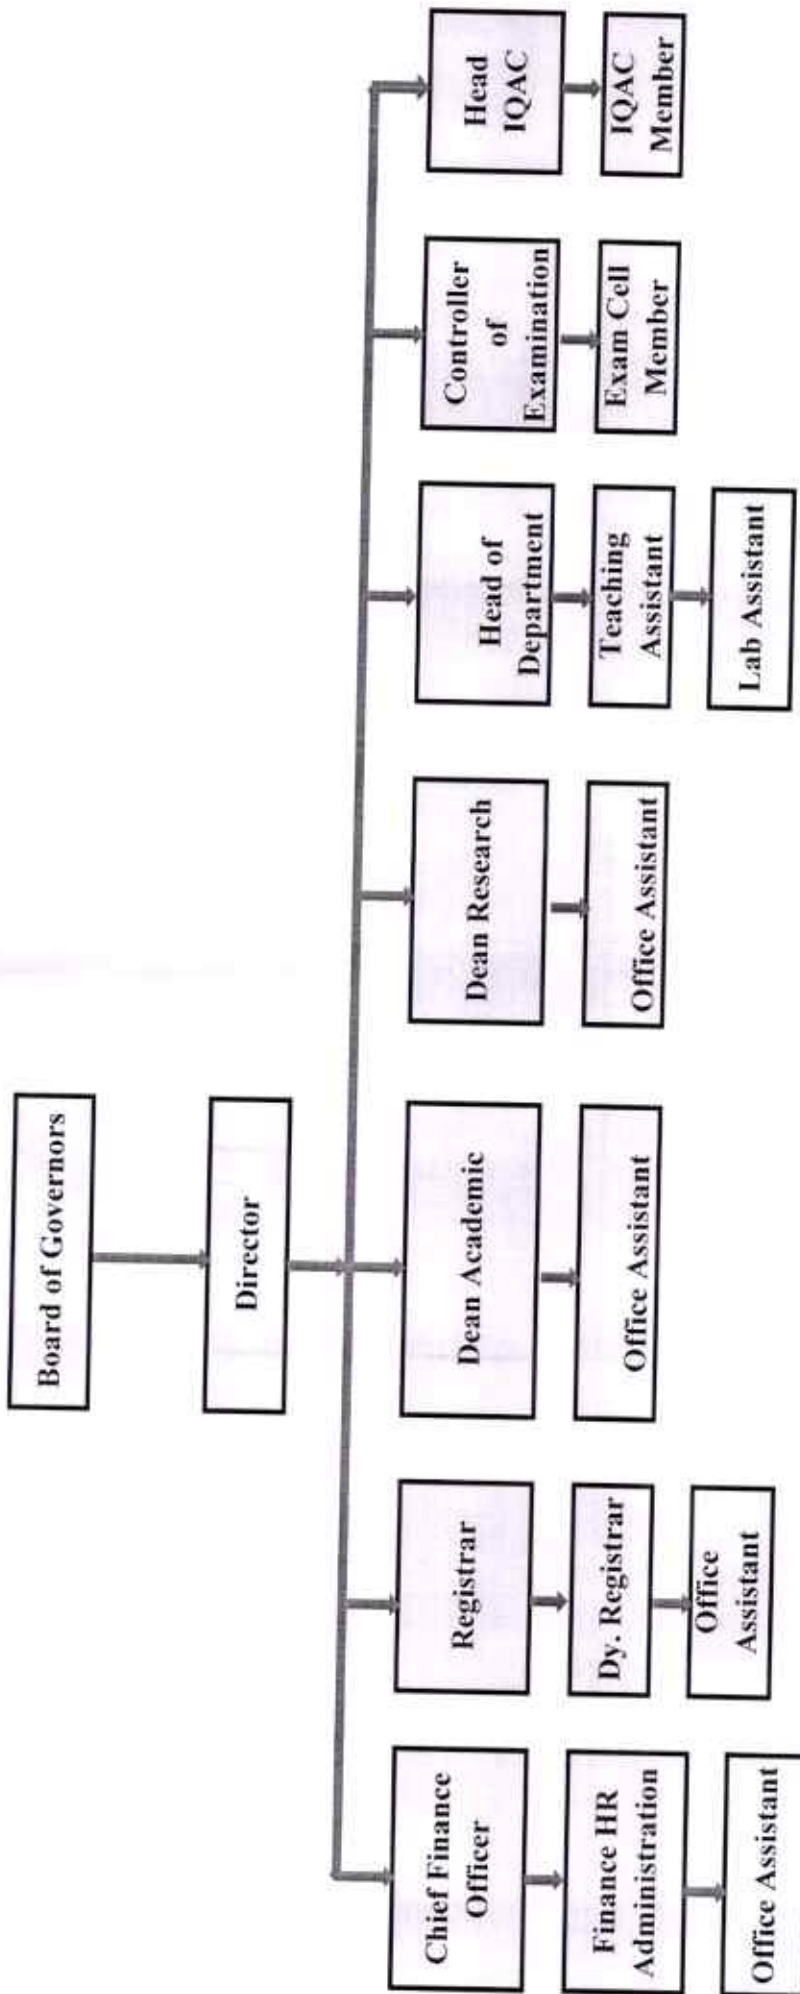 Board of Governors
Director
Chief Finance
Officer
Registrar
Dean Academic
Dean Research
Head of
Department
Controller
of
Examination
Head
IQAC
Finance HR
Administration
Dy. Registrar
Office Assistant
Office Assistant
Teaching
Assistant
Exam Cell
Member
IQAC
Member
Office Assistant
Office
Assistant
Lab Assistant